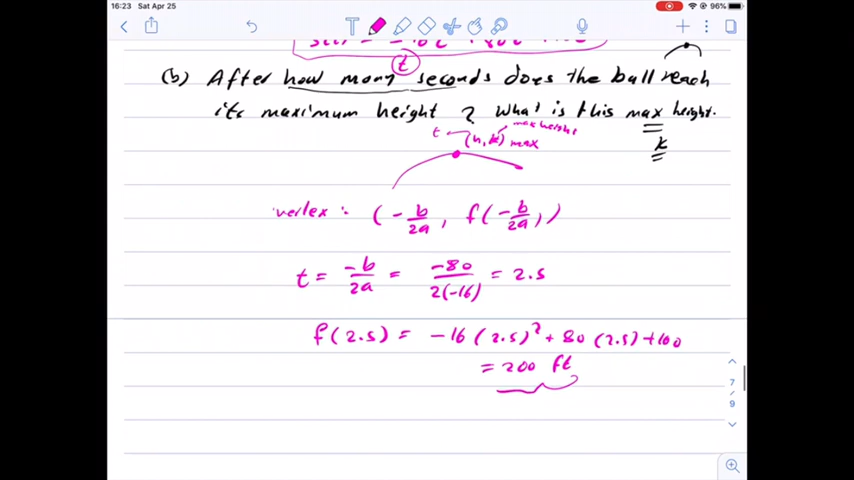 16:23 Sat Apr 25
96%
t
(b) After how many seconds does the ball reach
its maximum height ? What is this max height.
t (h, k) max height
max
k
vertex : ( -b/2a , f(-b/2a) )
t = -b/2a = -80/2(-16) = 2.5
f(2.5) = -16 (2.5)² + 80 (2.5) + 100
= 200 ft
7
9